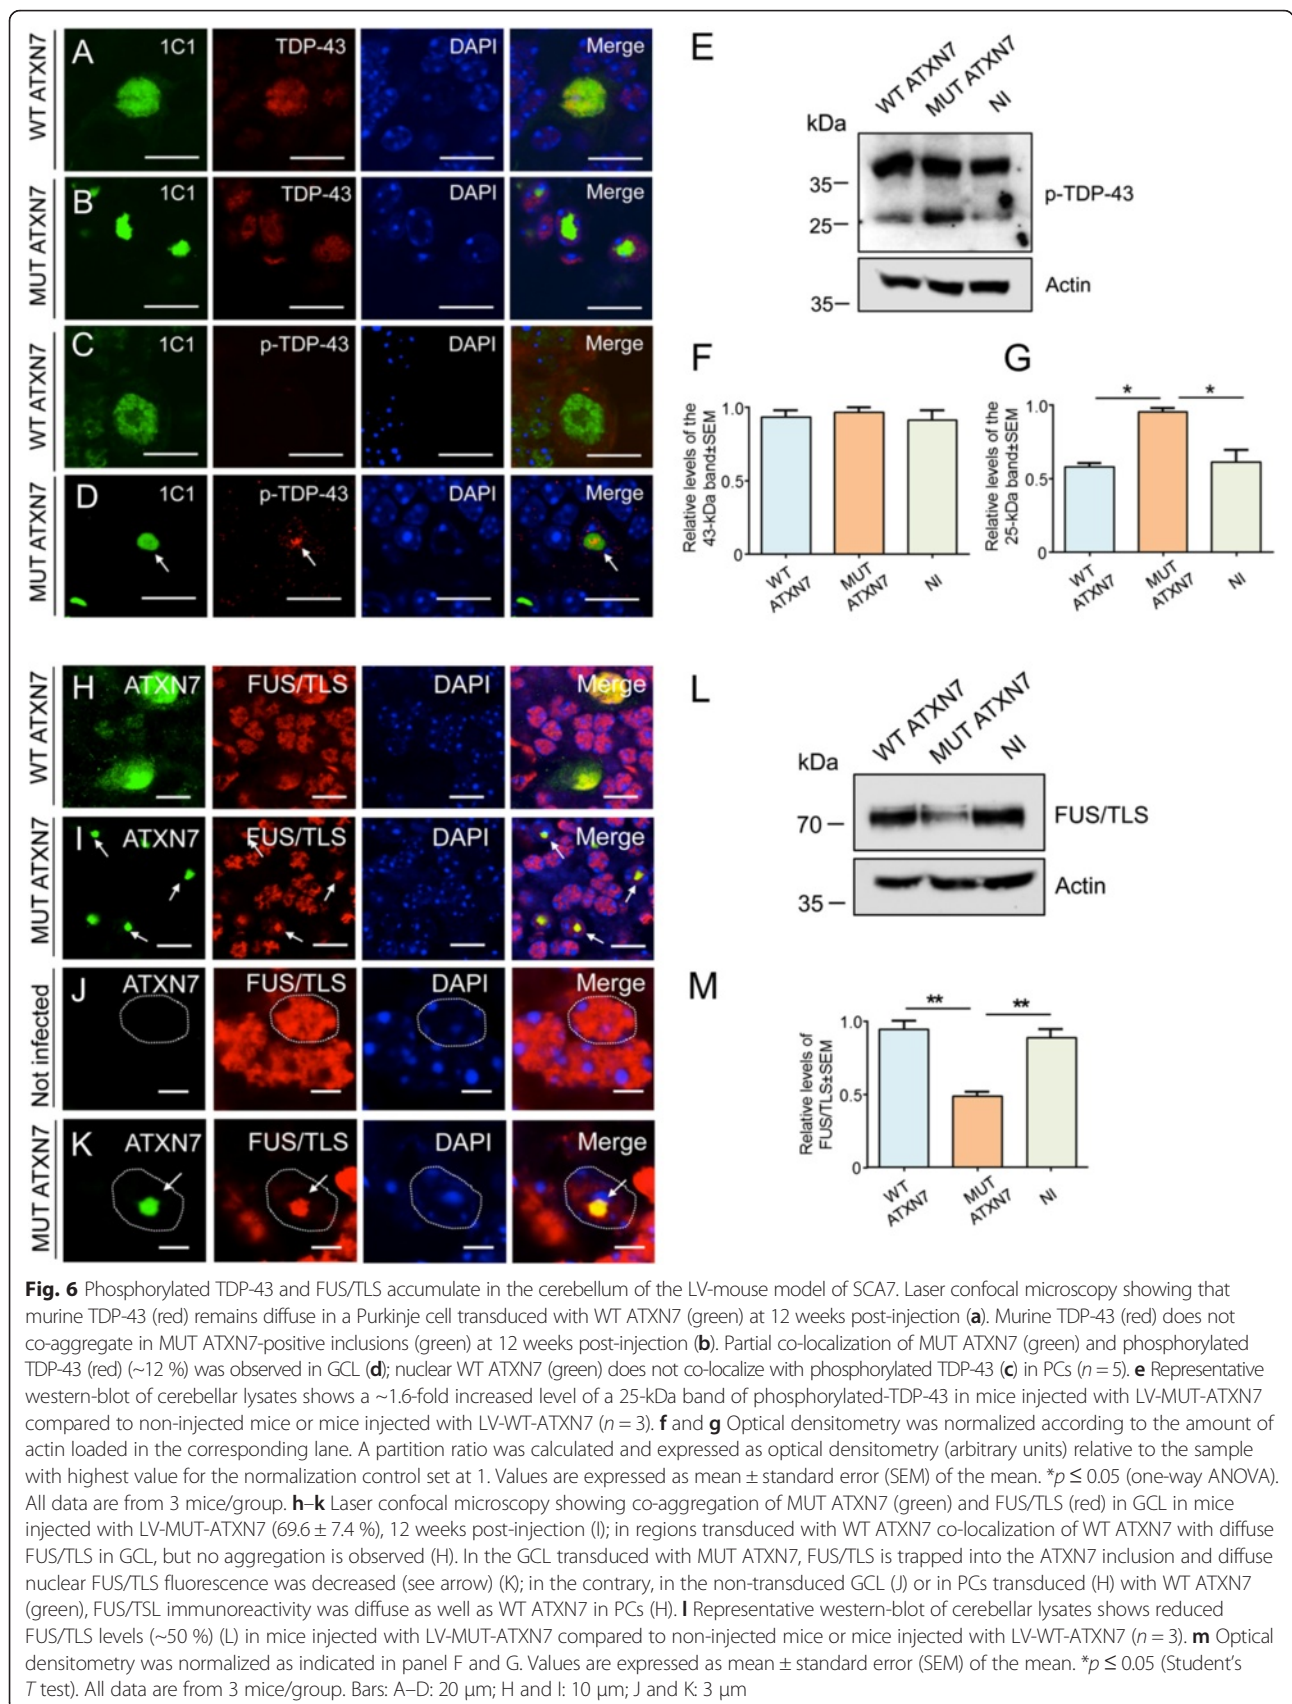 WT ATXN7
A
1C1
TDP-43
DAPI
Merge
MUT ATXN7
B
1C1
TDP-43
DAPI
Merge
WT ATXN7
C
1C1
p-TDP-43
DAPI
Merge
MUT ATXN7
D
1C1
p-TDP-43
DAPI
Merge
E
WT ATXN7
MUT ATXN7
NI
kDa
35
25
p-TDP-43
35
Actin
F
Relative levels of the
43-kDa band±SEM
1.0
0.5
0
WT
ATXN7
MUT
ATXN7
NI
G
Relative levels of the
25-kDa band±SEM
1.0
0.5
0
*
*
WT
ATXN7
MUT
ATXN7
NI
WT ATXN7
H
ATXN7
FUS/TLS
DAPI
Merge
MUT ATXN7
I
ATXN7
FUS/TLS
DAPI
Merge
Not infected
J
ATXN7
FUS/TLS
DAPI
Merge
MUT ATXN7
K
ATXN7
FUS/TLS
DAPI
Merge
L
WT ATXN7
MUT ATXN7
NI
kDa
70
FUS/TLS
35
Actin
M
Relative levels of
FUS/TLS±SEM
1.0
0.5
0
**
**
WT
ATXN7
MUT
ATXN7
NI
Fig. 6 Phosphorylated TDP-43 and FUS/TLS accumulate in the cerebellum of the LV-mouse model of SCA7. Laser confocal microscopy showing that
murine TDP-43 (red) remains diffuse in a Purkinje cell transduced with WT ATXN7 (green) at 12 weeks post-injection (a). Murine TDP-43 (red) does not
co-aggregate in MUT ATXN7-positive inclusions (green) at 12 weeks post-injection (b). Partial co-localization of MUT ATXN7 (green) and phosphorylated
TDP-43 (red) (~12 %) was observed in GCL (d); nuclear WT ATXN7 (green) does not co-localize with phosphorylated TDP-43 (c) in PCs (n = 5). e Representative
western-blot of cerebellar lysates shows a ~1.6-fold increased level of a 25-kDa band of phosphorylated-TDP-43 in mice injected with LV-MUT-ATXN7
compared to non-injected mice or mice injected with LV-WT-ATXN7 (n = 3). f and g Optical densitometry was normalized according to the amount of
actin loaded in the corresponding lane. A partition ratio was calculated and expressed as optical densitometry (arbitrary units) relative to the sample
with highest value for the normalization control set at 1. Values are expressed as mean ± standard error (SEM) of the mean. *p ≤ 0.05 (one-way ANOVA).
All data are from 3 mice/group. h–k Laser confocal microscopy showing co-aggregation of MUT ATXN7 (green) and FUS/TLS (red) in GCL in mice
injected with LV-MUT-ATXN7 (69.6 ± 7.4 %), 12 weeks post-injection (I); in regions transduced with WT ATXN7 co-localization of WT ATXN7 with diffuse
FUS/TLS in GCL, but no aggregation is observed (H). In the GCL transduced with MUT ATXN7, FUS/TLS is trapped into the ATXN7 inclusion and diffuse
nuclear FUS/TLS fluorescence was decreased (see arrow) (K); in the contrary, in the non-transduced GCL (J) or in PCs transduced (H) with WT ATXN7
(green), FUS/TSL immunoreactivity was diffuse as well as WT ATXN7 in PCs (H). l Representative western-blot of cerebellar lysates shows reduced
FUS/TLS levels (~50 %) (L) in mice injected with LV-MUT-ATXN7 compared to non-injected mice or mice injected with LV-WT-ATXN7 (n = 3). m Optical
densitometry was normalized as indicated in panel F and G. Values are expressed as mean ± standard error (SEM) of the mean. *p ≤ 0.05 (Student's
T test). All data are from 3 mice/group. Bars: A–D: 20 μm; H and I: 10 μm; J and K: 3 μm